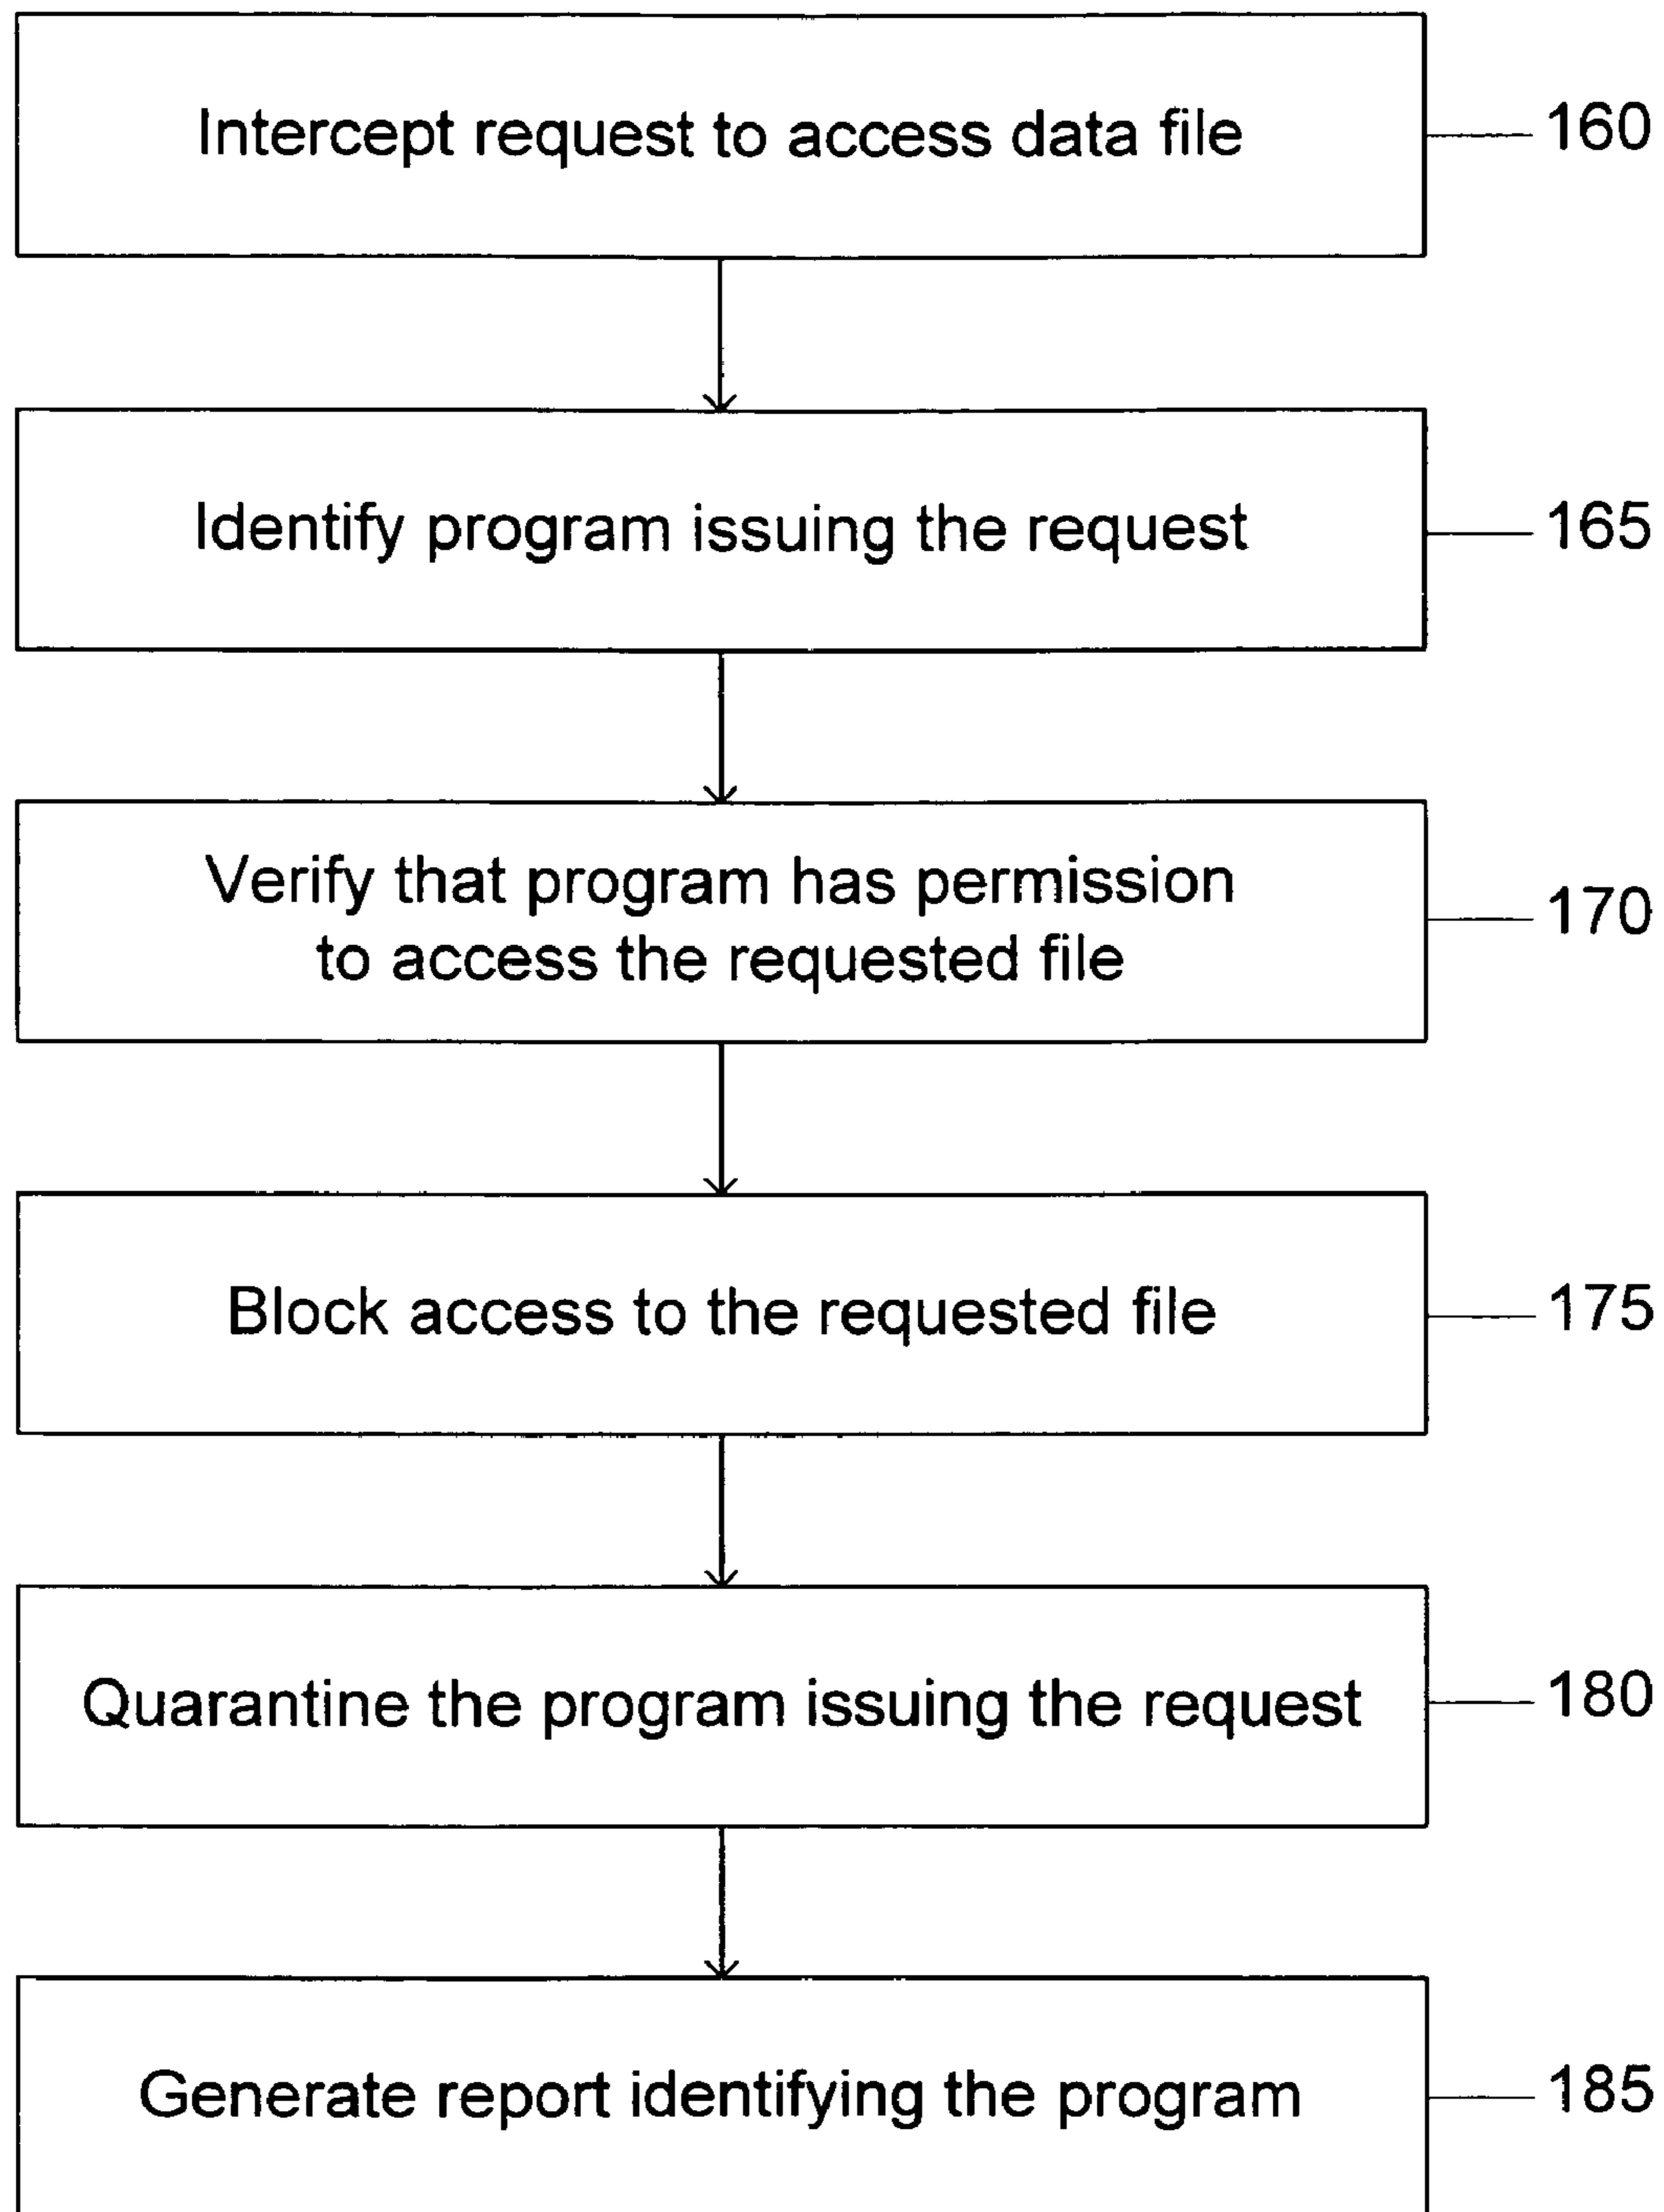 Intercept request to access data file
160
Identify program issuing the request
165
Verify that program has permission
to access the requested file
170
Block access to the requested file
175
Quarantine the program issuing the request
180
Generate report identifying the program
185